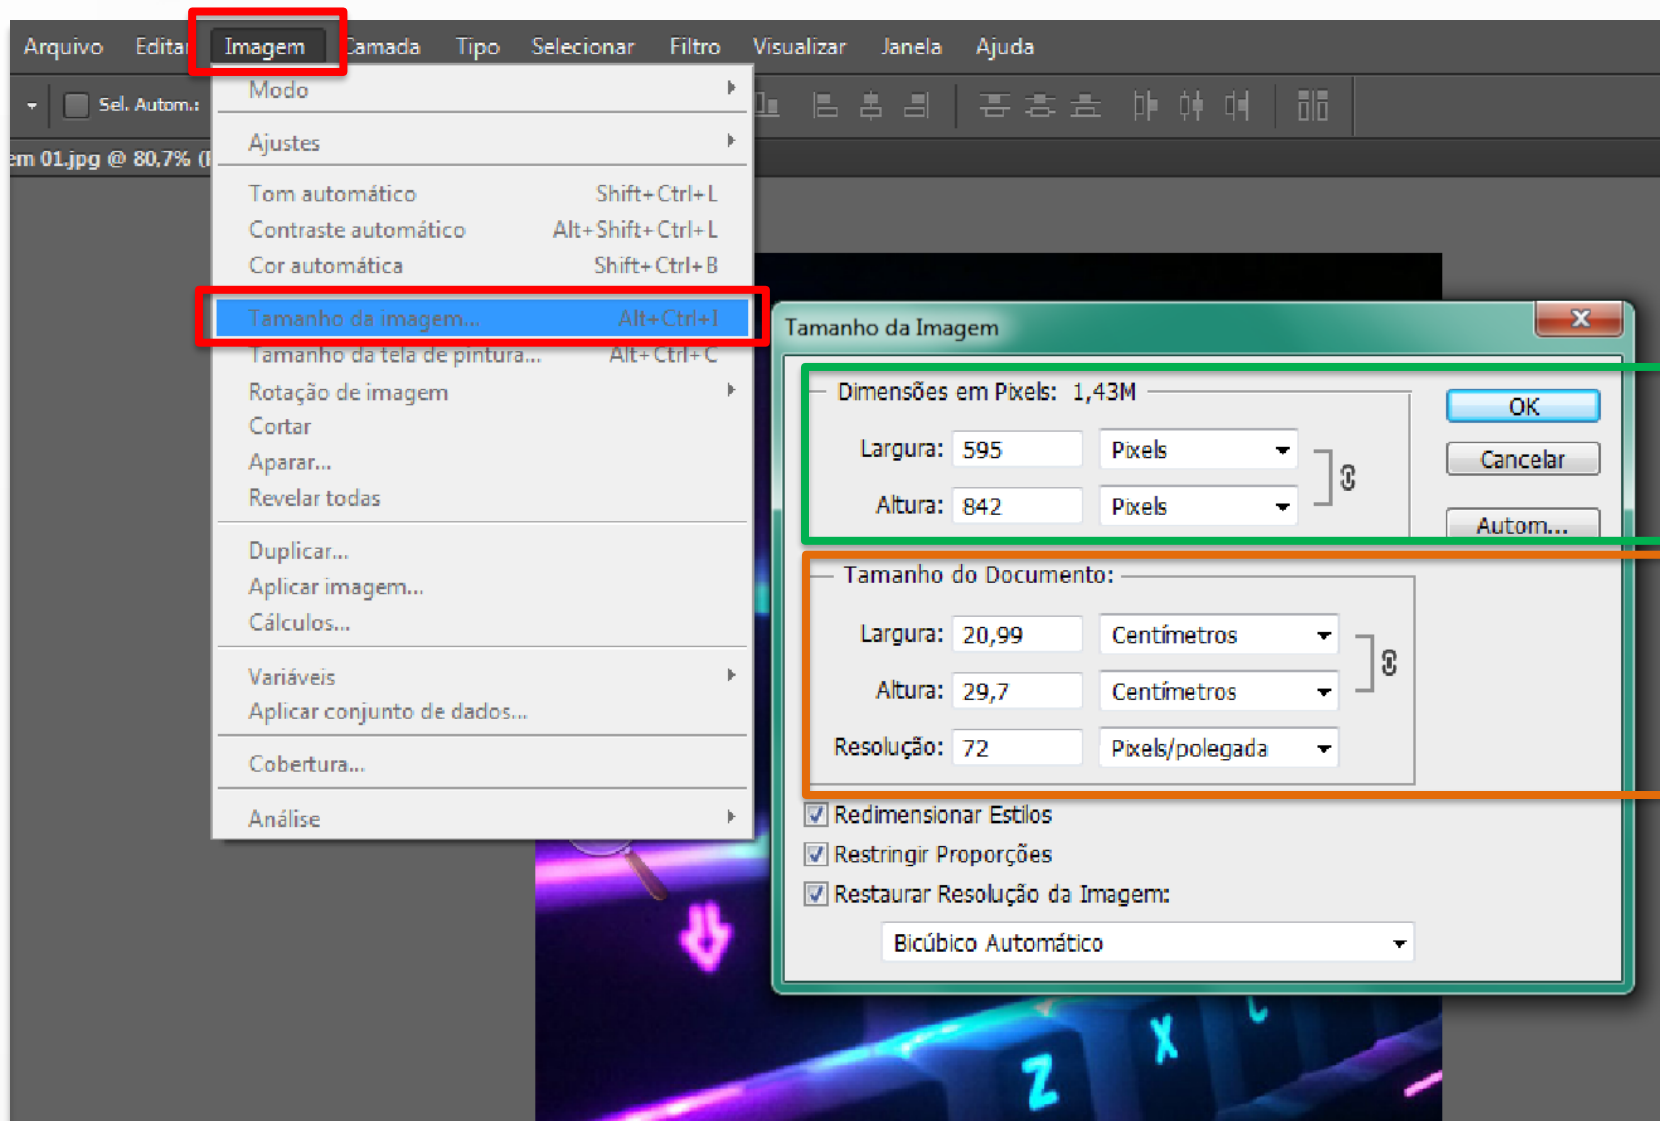 Arquivo Editar Imagem Camada Tipo Selecionar Filtro Visualizar Janela Ajuda
Sel. Autom.:
em 01.jpg @ 80,7% (
Modo
Ajustes
Tom automático Shift+Ctrl+L
Contraste automático Alt+Shift+Ctrl+L
Cor automática Shift+Ctrl+B
Tamanho da imagem... Alt+Ctrl+I
Tamanho da tela de pintura... Alt+Ctrl+C
Rotação de imagem
Cortar
Aparar...
Revelar todas
Duplicar...
Aplicar imagem...
Cálculos...
Variáveis
Aplicar conjunto de dados...
Cobertura...
Análise
Tamanho da Imagem
Dimensões em Pixels: 1,43M
Largura: 595 Pixels
Altura: 842 Pixels
OK
Cancelar
Autom...
Tamanho do Documento:
Largura: 20,99 Centímetros
Altura: 29,7 Centímetros
Resolução: 72 Pixels/polegada
Redimensionar Estilos
Restringir Proporções
Restaurar Resolução da Imagem:
Bicúbico Automático
Z X